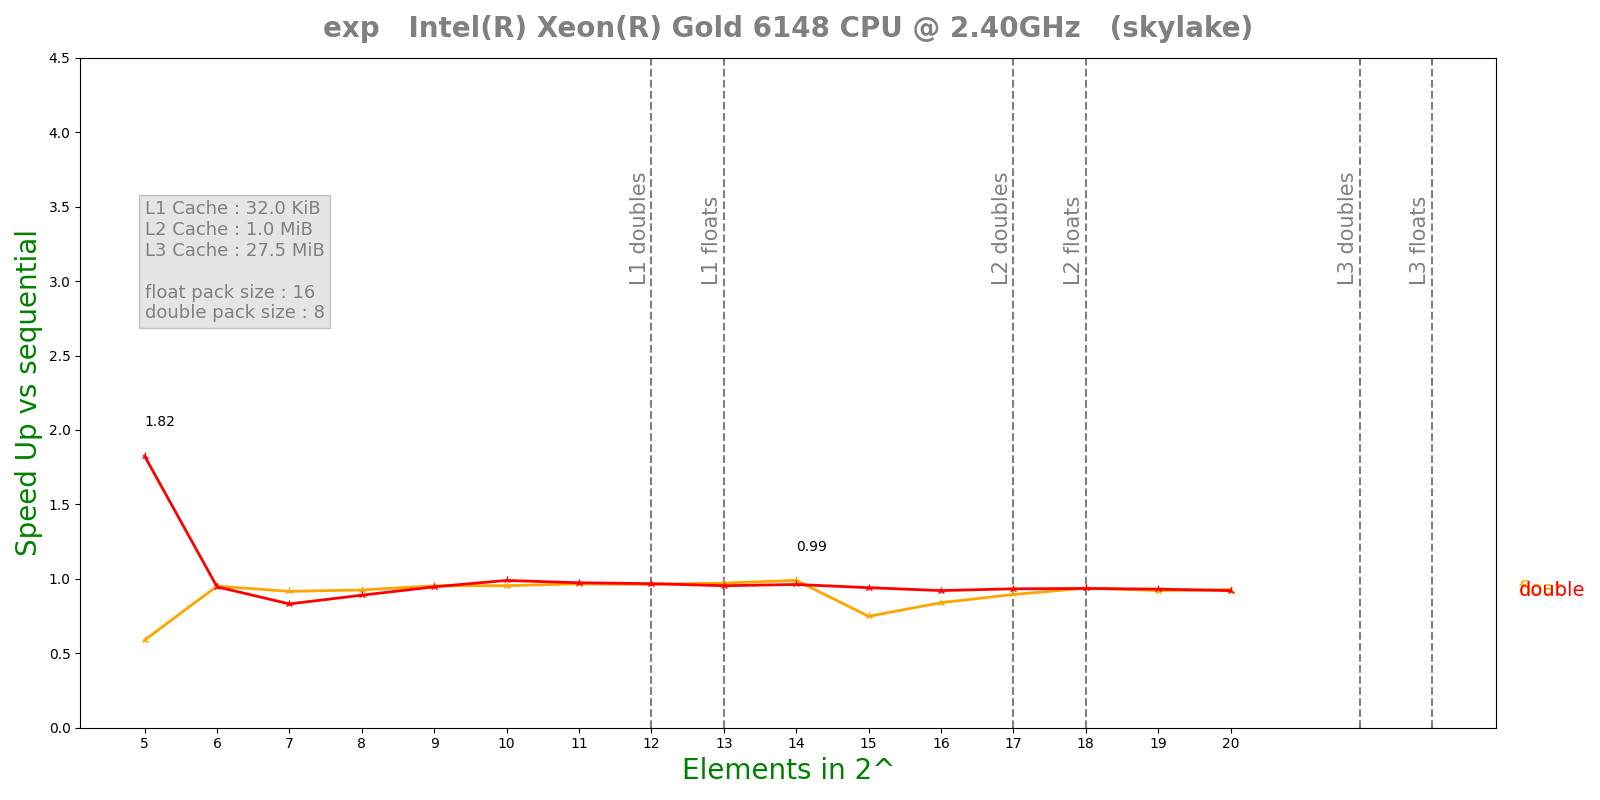 exp   Intel(R) Xeon(R) Gold 6148 CPU @ 2.40GHz   (skylake)
Speed Up vs sequential
4.5
4.0
3.5
3.0
2.5
2.0
1.5
1.0
0.5
0.0
L1 Cache : 32.0 KiB
L2 Cache : 1.0 MiB
L3 Cache : 27.5 MiB
float pack size : 16
double pack size : 8
L1 doubles
L1 floats
L2 doubles
L2 floats
L3 doubles
L3 floats
1.82
0.99
float
double
5 6 7 8 9 10 11 12 13 14 15 16 17 18 19 20
Elements in 2^